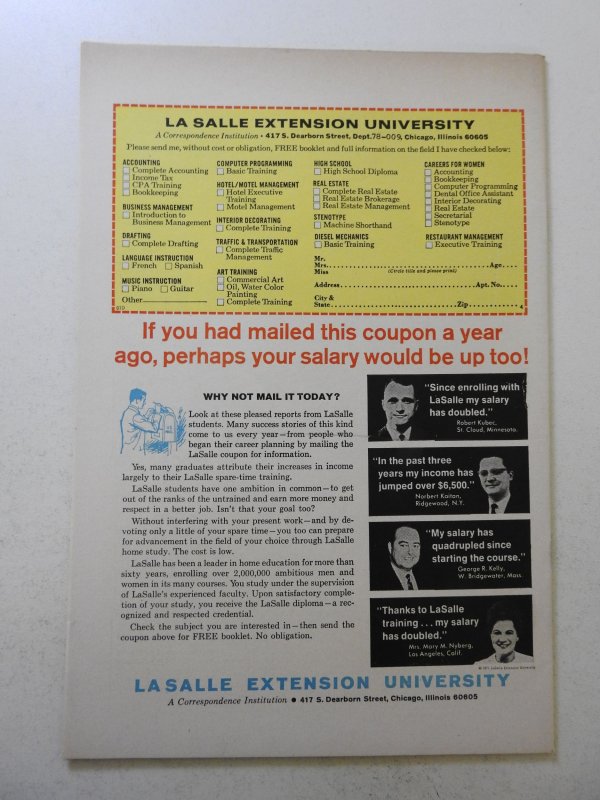 LA SALLE EXTENSION UNIVERSITY
A Correspondence Institution • 417 S. Dearborn Street, Dept. 78-009, Chicago, Illinois 60605
Please send me, without cost or obligation, FREE booklet and full information on the field I have checked below:
ACCOUNTING
Complete Accounting
Income Tax
CPA Training
Bookkeeping
BUSINESS MANAGEMENT
Introduction to
Business Management
DRAFTING
Complete Drafting
LANGUAGE INSTRUCTION
French Spanish
MUSIC INSTRUCTION
Piano Guitar
Other
COMPUTER PROGRAMMING
Basic Training
HOTEL/MOTEL MANAGEMENT
Hotel Executive
Training
Motel Management
INTERIOR DECORATING
Complete Training
TRAFFIC & TRANSPORTATION
Complete Traffic
Management
ART TRAINING
Commercial Art
Oil, Water Color
Painting
Complete Training
HIGH SCHOOL
High School Diploma
REAL ESTATE
Complete Real Estate
Real Estate Brokerage
Real Estate Management
STENOTYPE
Machine Shorthand
DIESEL MECHANICS
Basic Training
CAREERS FOR WOMEN
Accounting
Bookkeeping
Computer Programming
Dental Office Assistant
Interior Decorating
Real Estate
Secretarial
Stenotype
RESTAURANT MANAGEMENT
Executive Training
Mr.
Mrs. Age
Miss (Circle title and please print)
Address Apt. No.
City &
State Zip 4
If you had mailed this coupon a year
ago, perhaps your salary would be up too!
WHY NOT MAIL IT TODAY?
Look at these pleased reports from LaSalle
students. Many success stories of this kind
come to us every year—from people who
began their career planning by mailing the
LaSalle coupon for information.
Yes, many graduates attribute their increases in income
largely to their LaSalle spare-time training.
LaSalle students have one ambition in common—to get
out of the ranks of the untrained and earn more money and
respect in a better job. Isn't that your goal too?
Without interfering with your present work—and by de-
voting only a little of your spare time—you too can prepare
for advancement in the field of your choice through LaSalle
home study. The cost is low.
LaSalle has been a leader in home education for more than
sixty years, enrolling over 2,000,000 ambitious men and
women in its many courses. You study under the supervision
of LaSalle's experienced faculty. Upon satisfactory comple-
tion of your study, you receive the LaSalle diploma—a rec-
ognized and respected credential.
Check the subject you are interested in—then send the
coupon above for FREE booklet. No obligation.
"Since enrolling with
LaSalle my salary
has doubled."
Robert Kuber,
St. Cloud, Minnesota.
"In the past three
years my income has
jumped over $6,500."
Norbert Kaitan,
Ridgewood, N.Y.
"My salary has
quadrupled since
starting the course."
George R. Kelly,
W. Bridgewater, Mass.
"Thanks to LaSalle
training . . . my salary
has doubled."
Mrs. Mary M. Nyberg,
Los Angeles, Calif.
LA SALLE EXTENSION UNIVERSITY
A Correspondence Institution • 417 S. Dearborn Street, Chicago, Illinois 60605